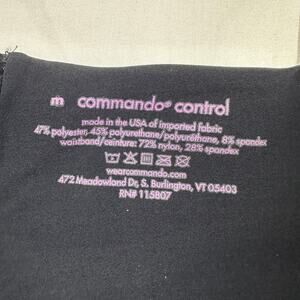 m commando® control
made in the USA of imported fabric
47% polyester, 45% polyurethane/polyuréthane, 8% spandex
waistband/ceinture: 72% nylon, 28% spandex
wearcommando.com
472 Meadowland Dr, S. Burlington, VT 05403
RN# 115807